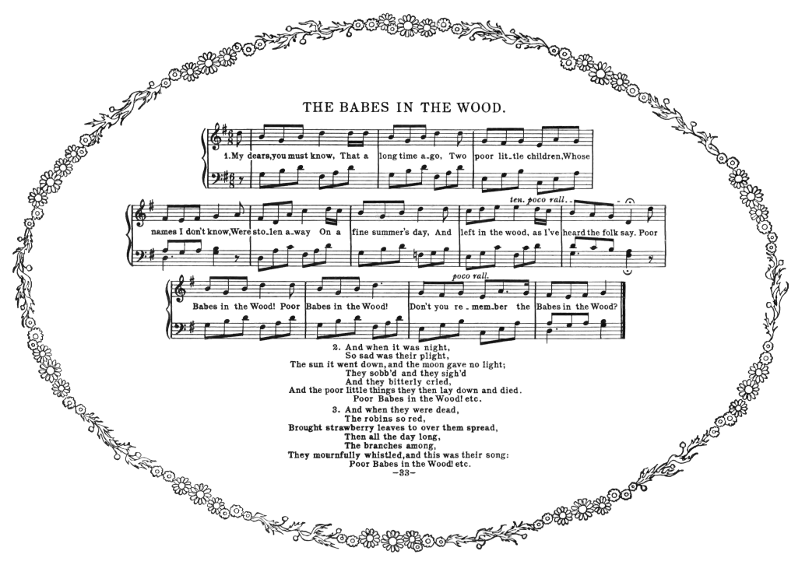 THE BABES IN THE WOOD.
1.My dears,you must know, That a long time a-go, Two poor lit-tle children,Whose
ten. poco rall.
names I don't know,Were sto-len a-way On a fine summer's day, And left in the wood, as I've heard the folk say. Poor
poco rall.
Babes in the Wood! Poor Babes in the Wood! Don't you re-mem-ber the Babes in the Wood?
2. And when it was night,
So sad was their plight,
The sun it went down,and the moon gave no light;
They sobb'd and they sigh'd
And they bitterly cried,
And the poor little things they then lay down and died.
Poor Babes in the Wood! etc.
3. And when they were dead,
The robins so red,
Brought strawberry leaves to over them spread,
Then all the day long,
The branches among,
They mournfully whistled,and this was their song:
Poor Babes in the Wood! etc.
-33-